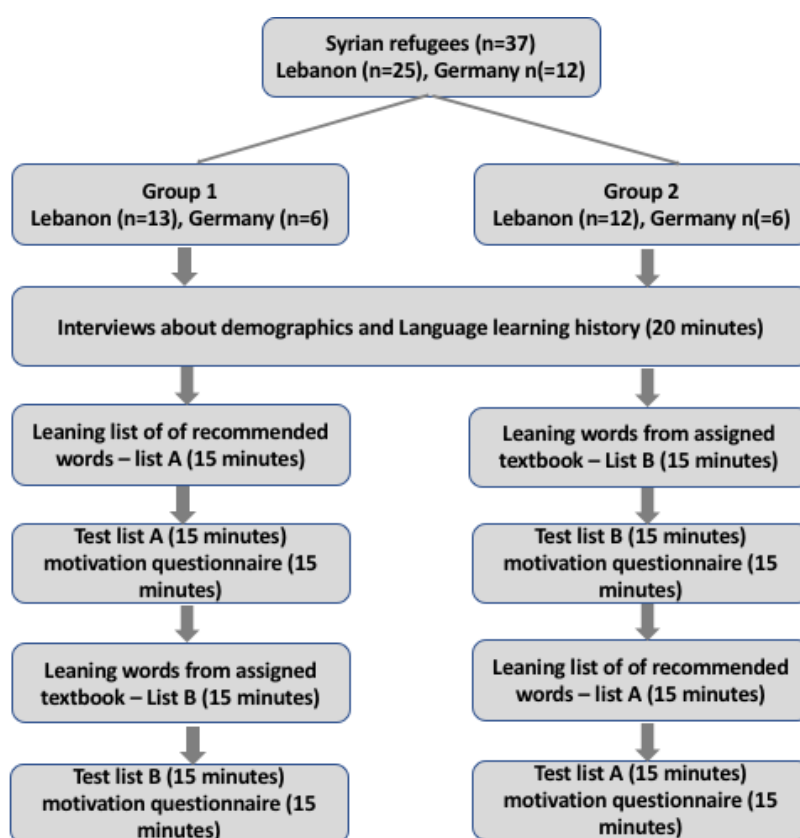 Syrian refugees (n=37)
Lebanon (n=25), Germany n(=12)
Group 1
Lebanon (n=13), Germany (n=6)
Group 2
Lebanon (n=12), Germany n(=6)
Interviews about demographics and Language learning history (20 minutes)
Leaning list of of recommended
words – list A (15 minutes)
Leaning words from assigned
textbook – List B (15 minutes)
Test list A (15 minutes)
motivation questionnaire (15
minutes)
Test list B (15 minutes)
motivation questionnaire (15
minutes)
Leaning words from assigned
textbook – List B (15 minutes)
Leaning list of of recommended
words – list A (15 minutes)
Test list B (15 minutes)
motivation questionnaire (15
minutes)
Test list A (15 minutes)
motivation questionnaire (15
minutes)